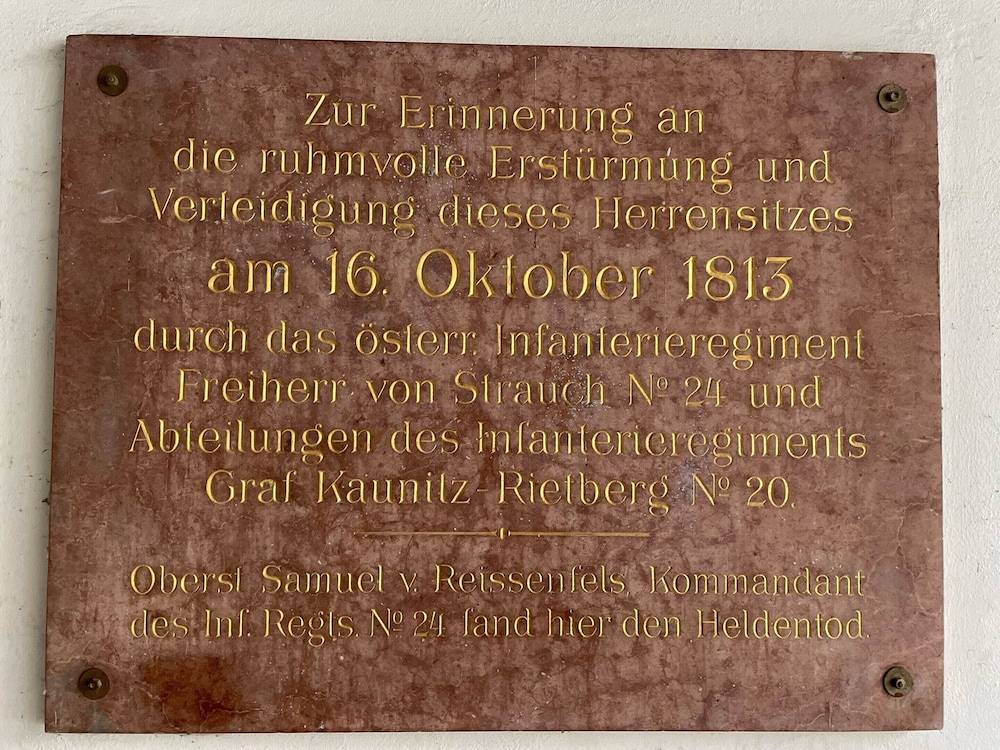 Zur Erinnerung an
die ruhmvolle Erstürmung und
Verteidigung dieses Herrensitzes
am 16. Oktober 1813
durch das österr. Infanterieregiment
Freiherr von Strauch Nº 24 und
Abteilungen des Infanterieregiments
Graf Kaunitz-Rietberg Nº 20.
Oberst Samuel v. Reissenfels, Kommandant
des Inf. Regts. Nº 24 fand hier den Heldentod.